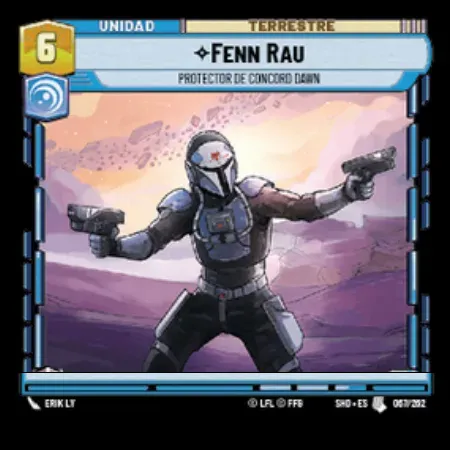 UNIDAD
TERRESTRE
6
✧FENN RAU
PROTECTOR DE CONCORD DAWN
ERIK LY
Ⓒ LFL Ⓒ FFG
SHD • ES
067/262